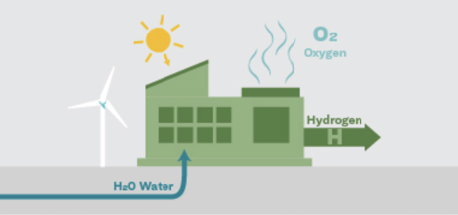 O₂
Oxygen
Hydrogen
H
H₂O Water